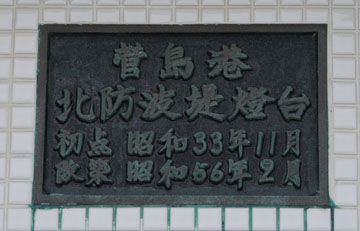 菅島港
北防波堤燈台
初点 昭和33年11月
改築 昭和56年2月